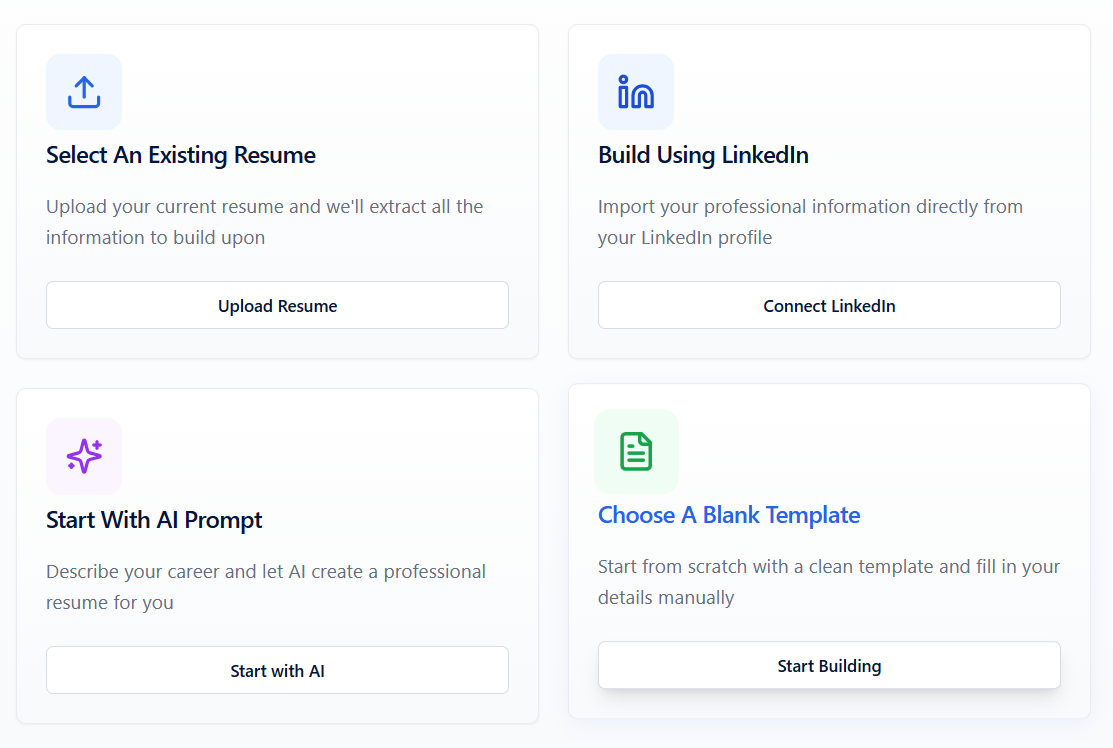 Select An Existing Resume
Upload your current resume and we'll extract all the
information to build upon
Upload Resume
in
Build Using LinkedIn
Import your professional information directly from
your LinkedIn profile
Connect LinkedIn
Start With AI Prompt
Describe your career and let AI create a professional
resume for you
Start with AI
Choose A Blank Template
Start from scratch with a clean template and fill in your
details manually
Start Building